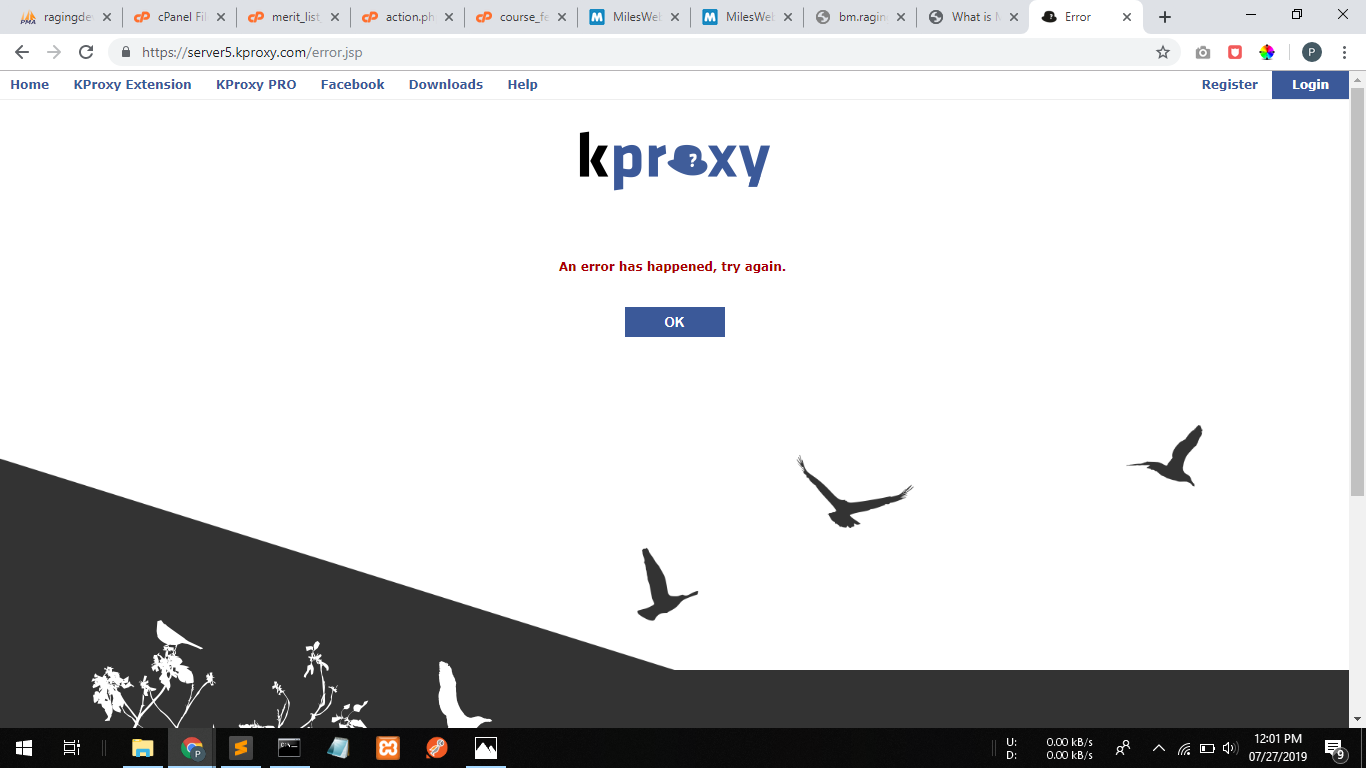 ragingde
cPanel Fil
merit_list
action.ph
course_fe
MilesWeb
MilesWeb
bm.ragin
What is M
Error
https://server5.kproxy.com/error.jsp
P
Home
KProxy Extension
KProxy PRO
Facebook
Downloads
Help
Register
Login
kproxy
?
An error has happened, try again.
OK
U: 0.00 kB/s
D: 0.00 kB/s
12:01 PM
07/27/2019
9